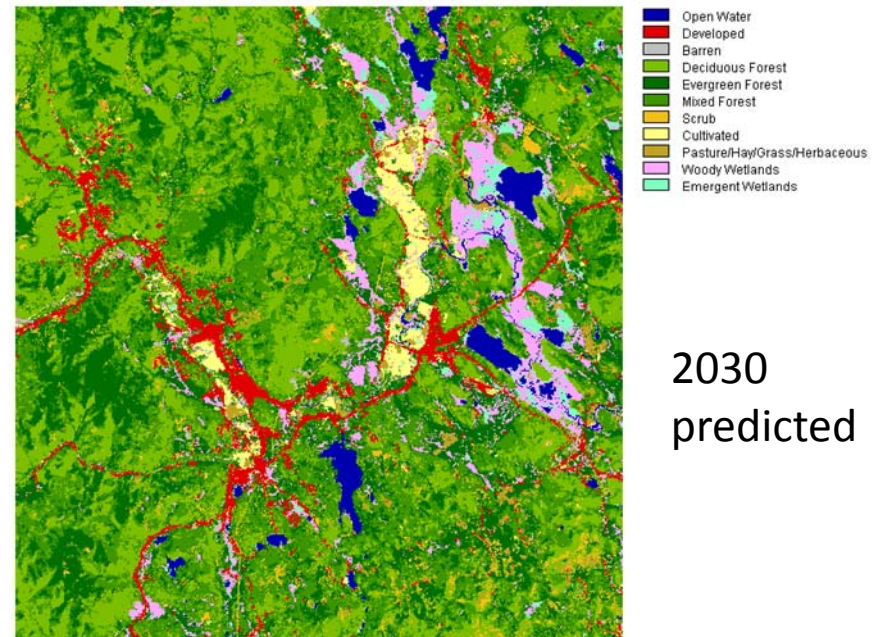 Open Water
Developed
Barren
Deciduous Forest
Evergreen Forest
Mixed Forest
Scrub
Cultivated
Pasture/Hay/Grass/Herbaceous
Woody Wetlands
Emergent Wetlands
2030
predicted